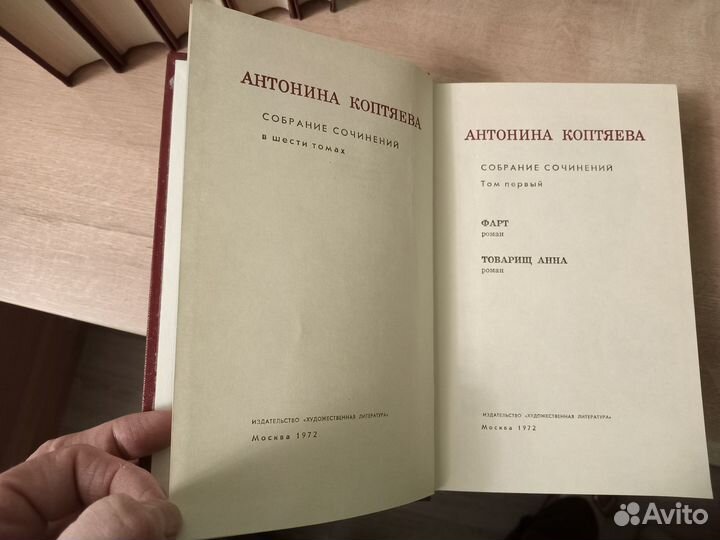 АНТОНИНА КОПТЯЕВА
СОБРАНИЕ СОЧИНЕНИЙ
в шести томах
ИЗДАТЕЛЬСТВО «ХУДОЖЕСТВЕННАЯ ЛИТЕРАТУРА»
Москва 1972
АНТОНИНА КОПТЯЕВА
СОБРАНИЕ СОЧИНЕНИЙ
Том первый
ФАРТ
роман
ТОВАРИЩ АННА
роман
ИЗДАТЕЛЬСТВО «ХУДОЖЕСТВЕННАЯ ЛИТЕРАТУРА»
Москва 1972
Avito